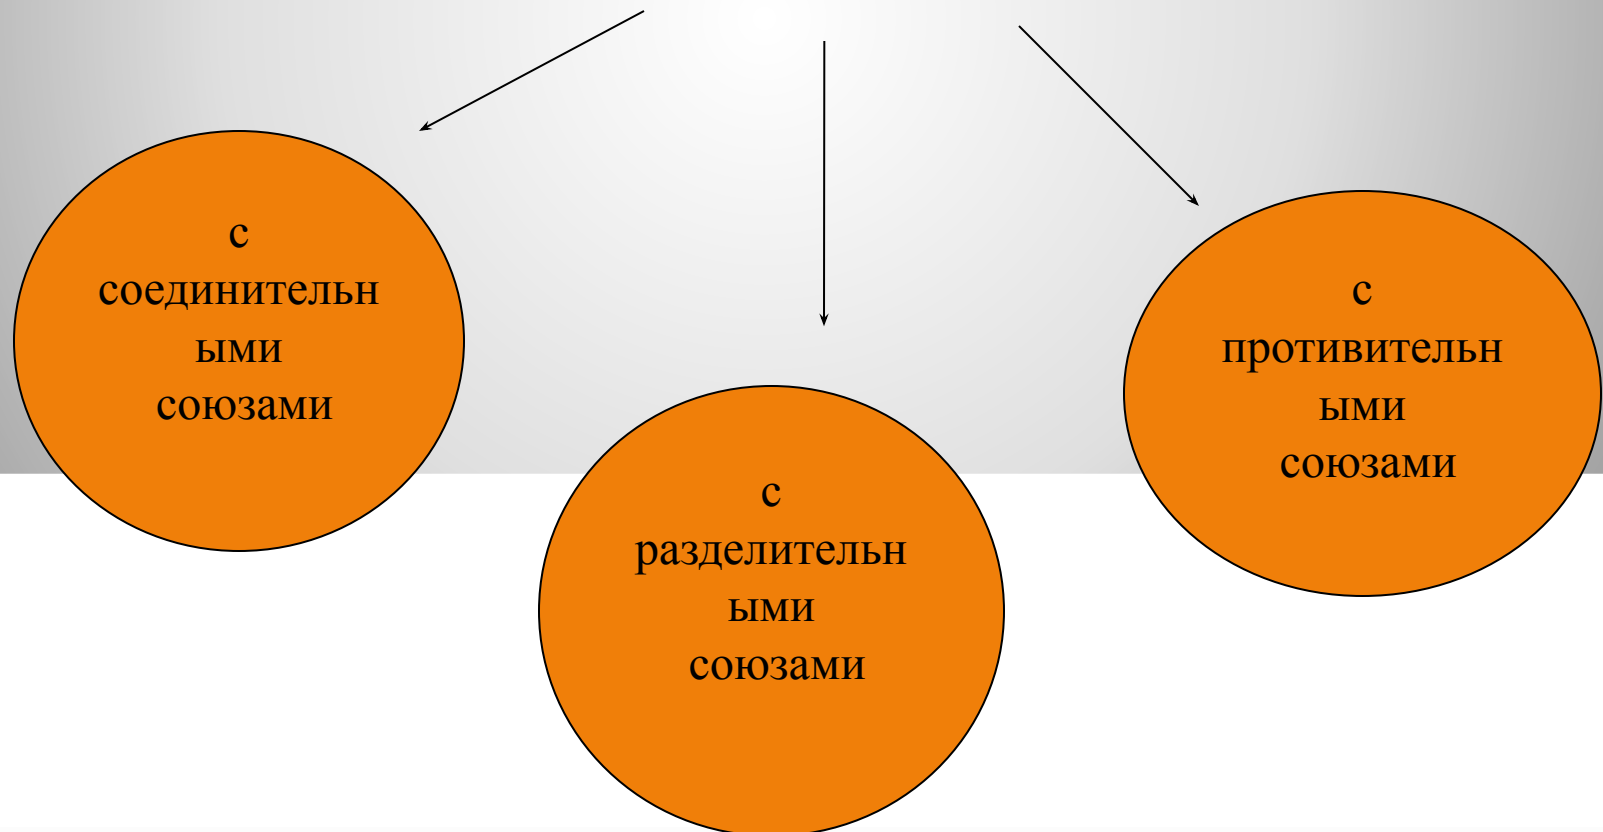 с
соединительн
ыми
союзами
с
разделительн
ыми
союзами
с
противительн
ыми
союзами